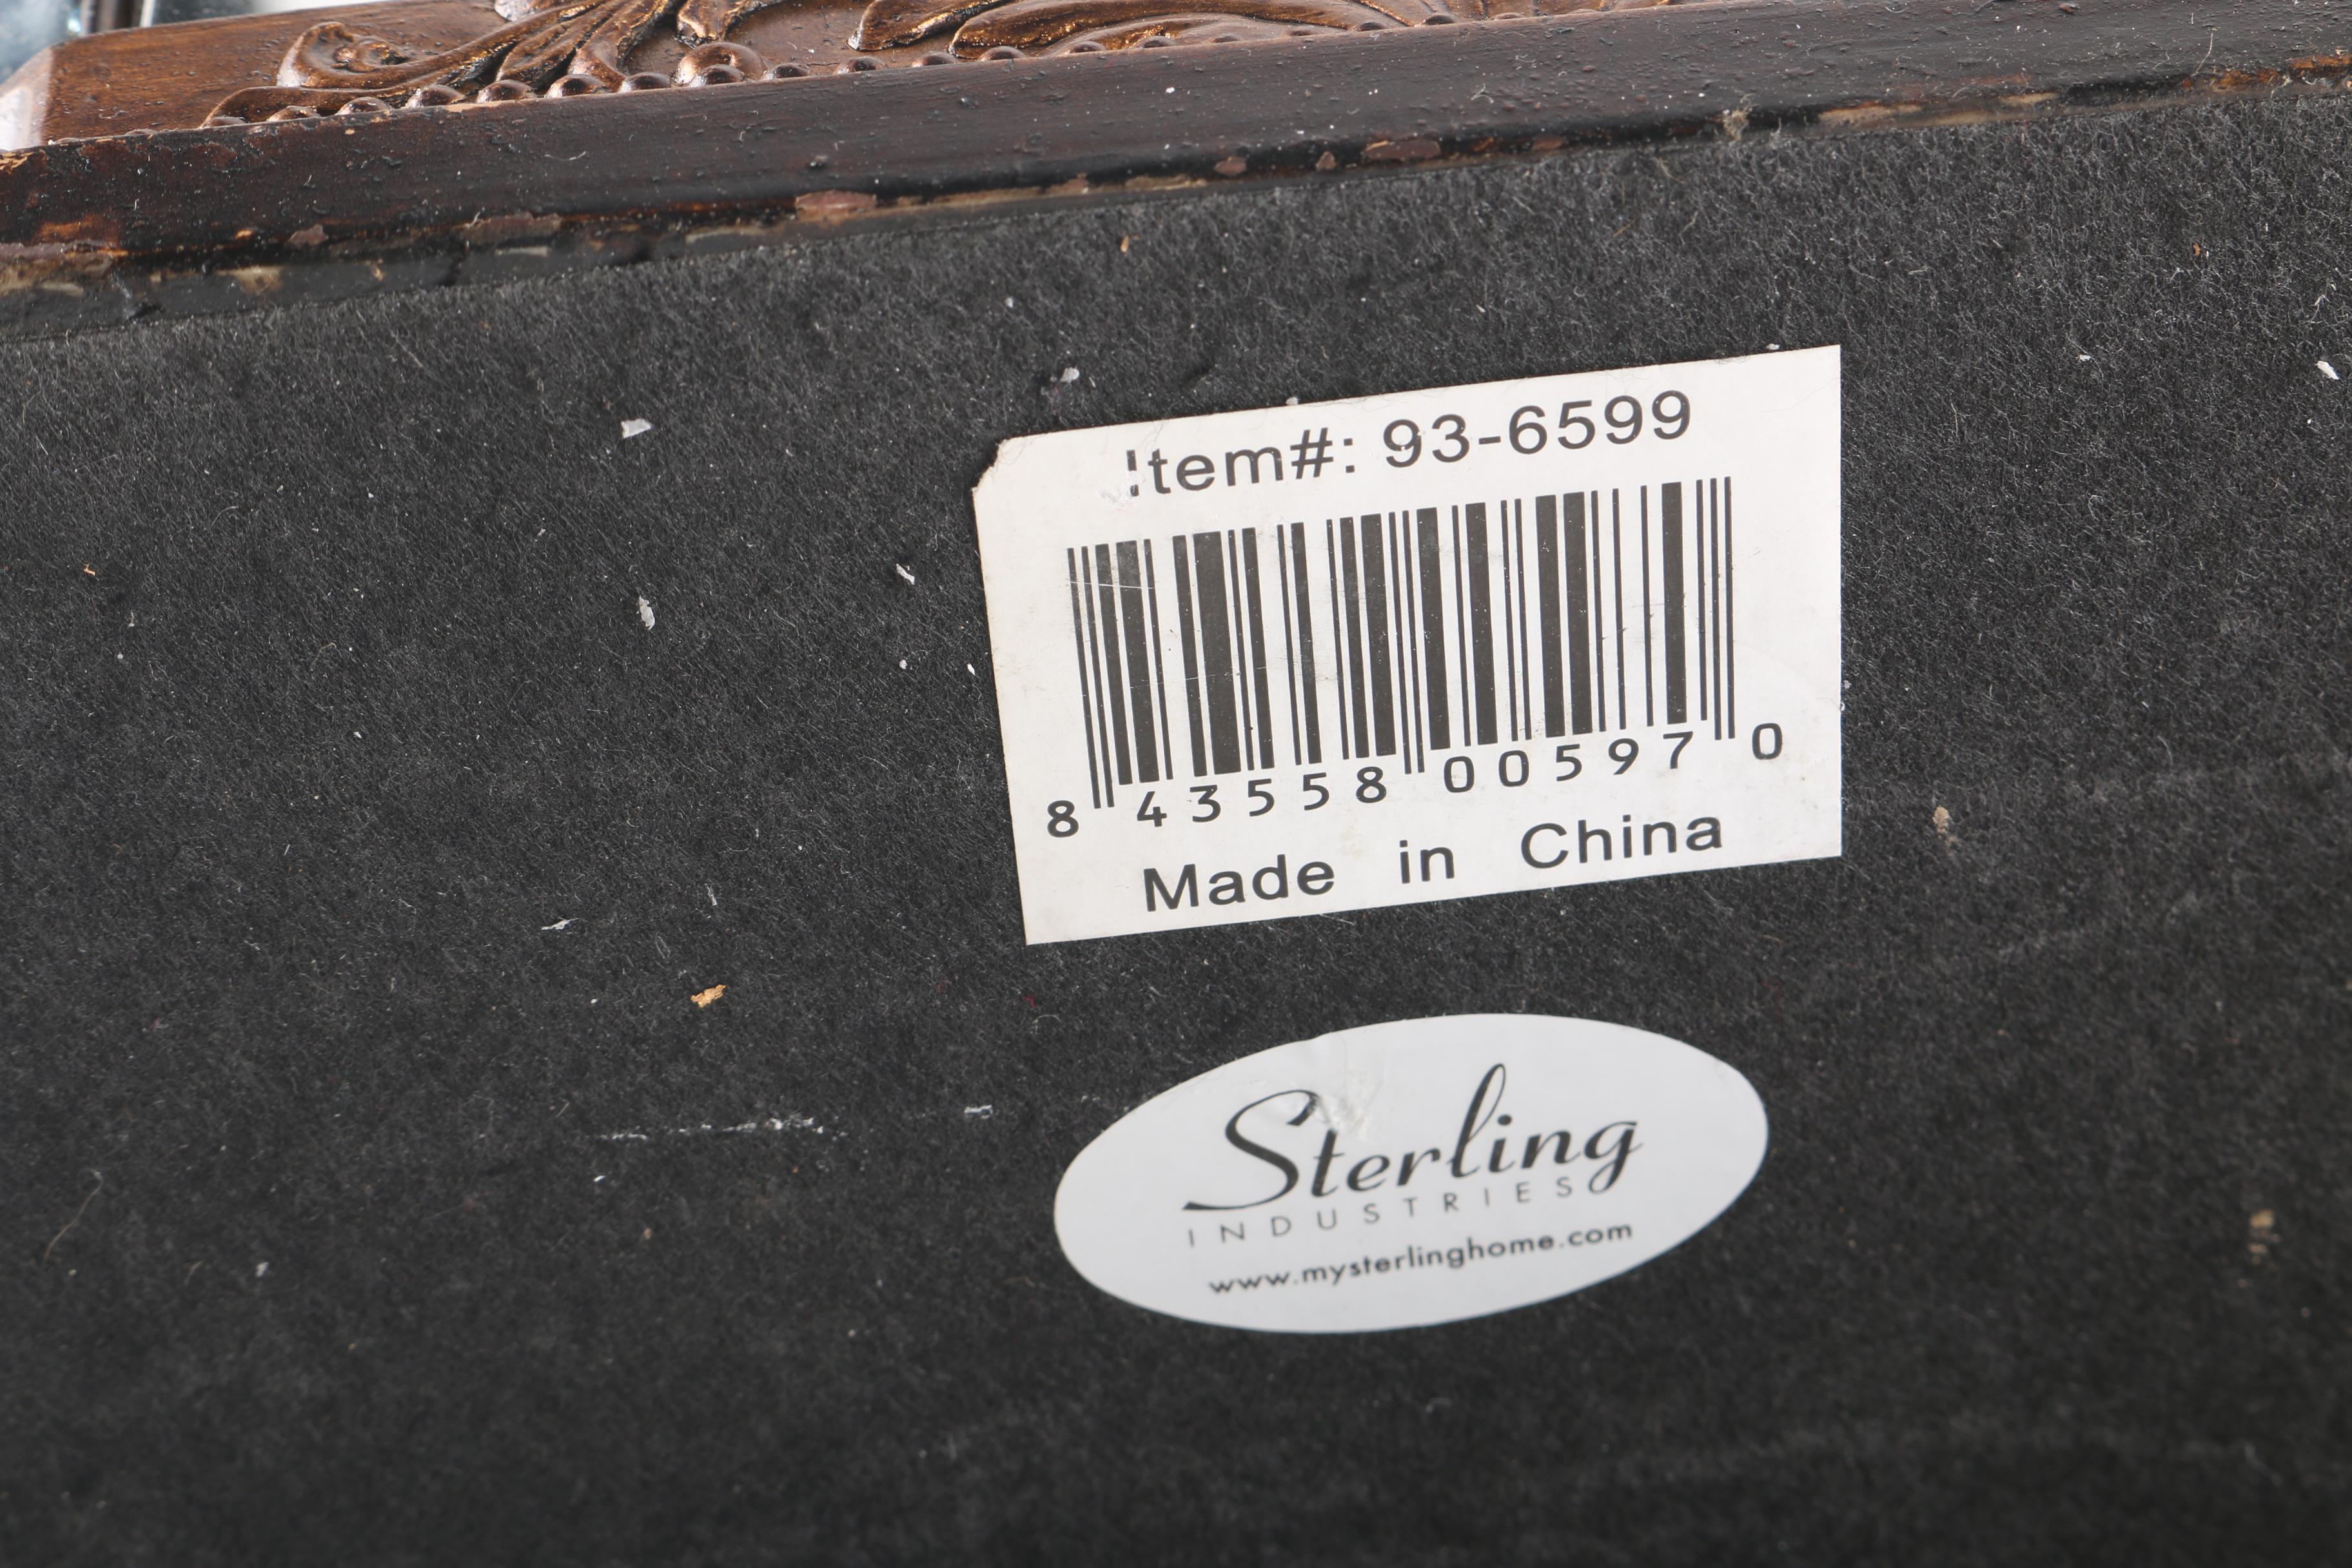 Item#: 93-6599
8 43558 00597 0
Made in China
Sterling
INDUSTRIES
www.mysterlinghome.com